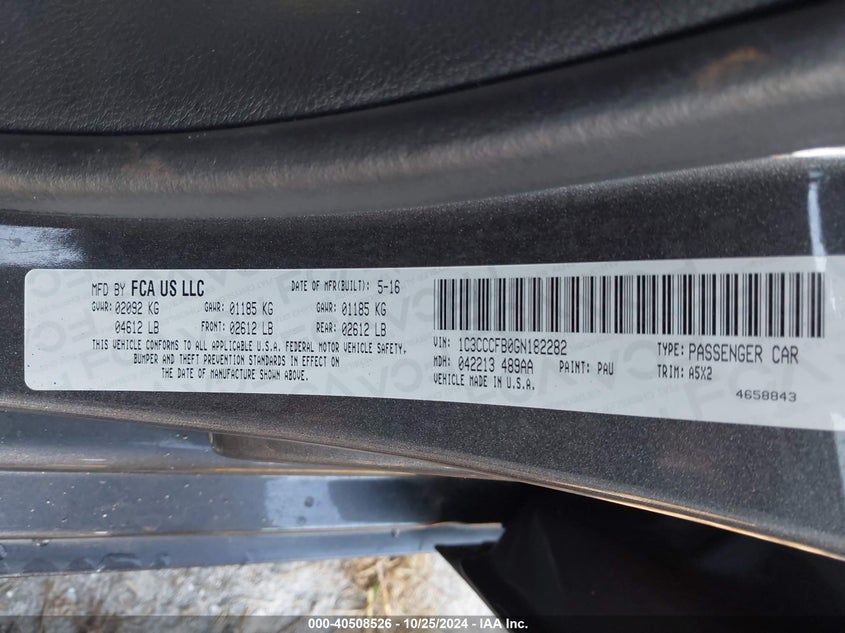 MFD BY FCA US LLC DATE OF MFR(BUILT): 5-16
GVWR: 02092 KG GAWR: 01185 KG GAWR: 01185 KG
04612 LB FRONT: 02612 LB REAR: 02612 LB
THIS VEHICLE CONFORMS TO ALL APPLICABLE U.S.A. FEDERAL MOTOR VEHICLE SAFETY,
BUMPER AND THEFT PREVENTION STANDARDS IN EFFECT ON
THE DATE OF MANUFACTURE SHOWN ABOVE.
VIN: 1C3CCCFB0GN182282 TYPE: PASSENGER CAR
MDH: 042213 489AA PAINT: PAU TRIM: A5X2
VEHICLE MADE IN U.S.A. 4658843
000-40508526 - 10/25/2024 - IAA Inc.